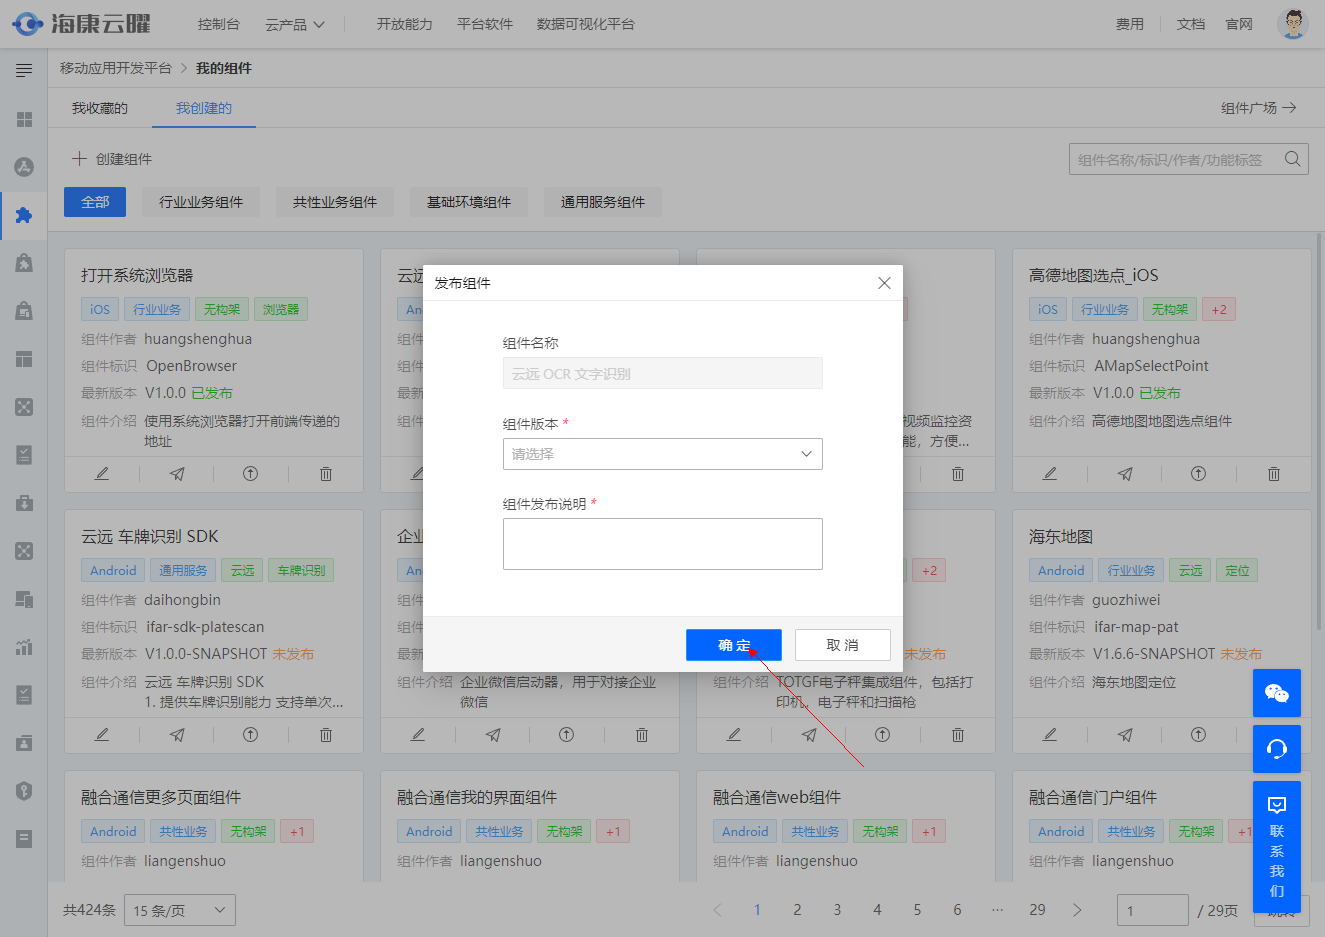 海康云曜 控制台 云产品 开放能力 平台软件 数据可视化平台 费用 文档 官网
移动应用开发平台 > 我的组件
我收藏的 我创建的 组件广场
创建组件 组件名称/标识/作者/功能标签
全部 行业业务组件 共性业务组件 基础环境组件 通用服务组件
打开系统浏览器
iOS 行业业务 无构架 浏览器
组件作者 huangshenghua
组件标识 OpenBrowser
最新版本 V1.0.0 已发布
组件介绍 使用系统浏览器打开前端传递的
地址
云远
视频监控资
能，方便...
高德地图选点_iOS
iOS 行业业务 无构架 +2
组件作者 huangshenghua
组件标识 AMapSelectPoint
最新版本 V1.0.0 已发布
组件介绍 高德地图地图选点组件
发布组件
组件名称
云远 OCR 文字识别
组件版本 *
请选择
组件发布说明 *
确 定 取 消
云远 车牌识别 SDK
Android 通用服务 云远 车牌识别
组件作者 daihongbin
组件标识 ifar-sdk-platescan
最新版本 V1.0.0-SNAPSHOT 未发布
组件介绍 云远 车牌识别 SDK
1. 提供车牌识别能力 支持单次...
企业
组件介绍 企业微信启动器，用于对接企业
微信
+2
未发布
组件介绍 TOTGF电子秤集成组件，包括打
印机，电子秤和扫描枪
海东地图
Android 行业业务 云远 定位
组件作者 guozhiwei
组件标识 ifar-map-pat
最新版本 V1.6.6-SNAPSHOT 未发布
组件介绍 海东地图定位
融合通信更多页面组件
Android 共性业务 无构架 +1
组件作者 liangenshuo
融合通信我的界面组件
Android 共性业务 无构架 +1
组件作者 liangenshuo
融合通信web组件
Android 共性业务 无构架 +1
组件作者 liangenshuo
融合通信门户组件
Android 共性业务 无构架 +1
组件作者 liangenshuo
联
系
我
们
共424条 15 条/页 1 2 3 4 5 6 ··· 29 1 / 29页